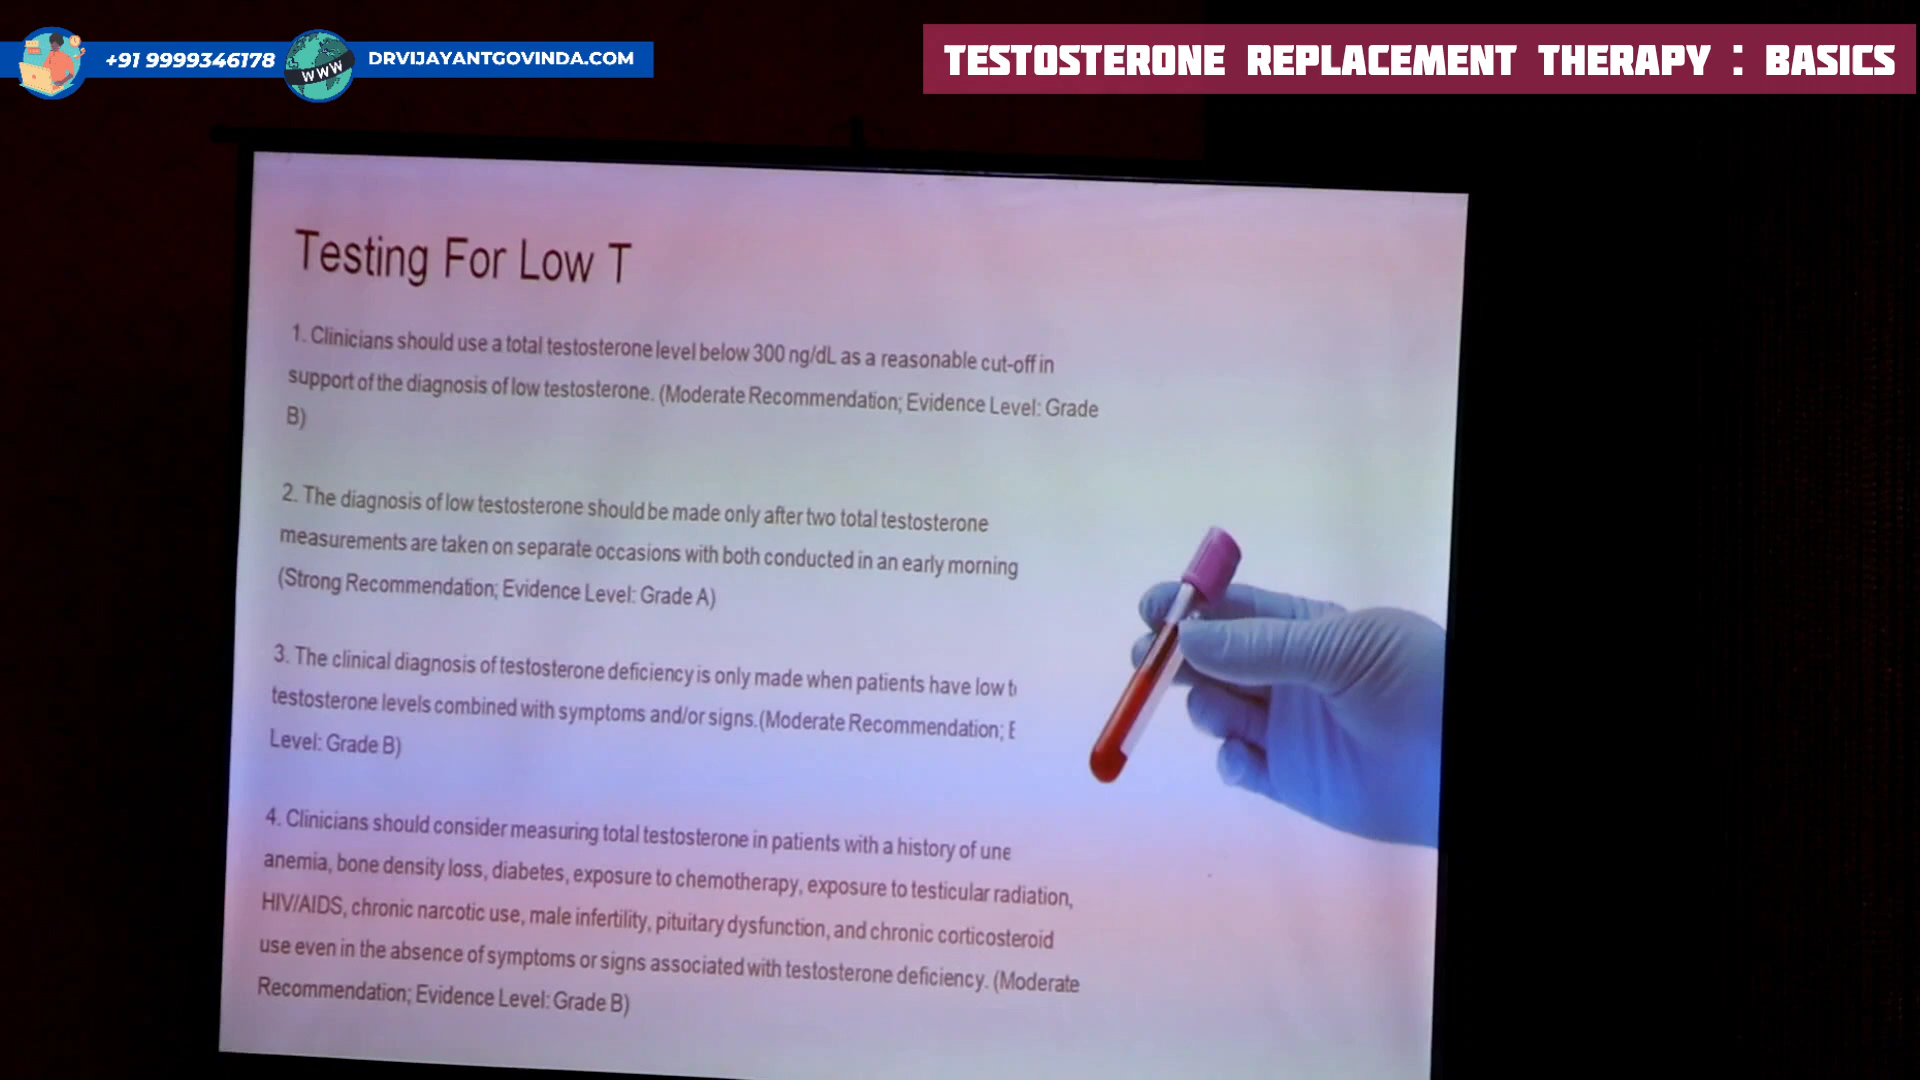 +91 9999346178
WWW
DRVIJAYANTGOVINDA.COM
TESTOSTERONE REPLACEMENT THERAPY : BASICS
Testing For Low T
1. Clinicians should use a total testosterone level below 300 ng/dL as a reasonable cut-off in
support of the diagnosis of low testosterone. (Moderate Recommendation; Evidence Level: Grade
B)
2. The diagnosis of low testosterone should be made only after two total testosterone
measurements are taken on separate occasions with both conducted in an early morning
(Strong Recommendation; Evidence Level: Grade A)
3. The clinical diagnosis of testosterone deficiency is only made when patients have low
testosterone levels combined with symptoms and/or signs.(Moderate Recommendation;
Level: Grade B)
4. Clinicians should consider measuring total testosterone in patients with a history of
anemia, bone density loss, diabetes, exposure to chemotherapy, exposure to testicular radiation,
HIV/AIDS, chronic narcotic use, male infertility, pituitary dysfunction, and chronic corticosteroid
use even in the absence of symptoms or signs associated with testosterone deficiency. (Moderate
Recommendation; Evidence Level: Grade B)